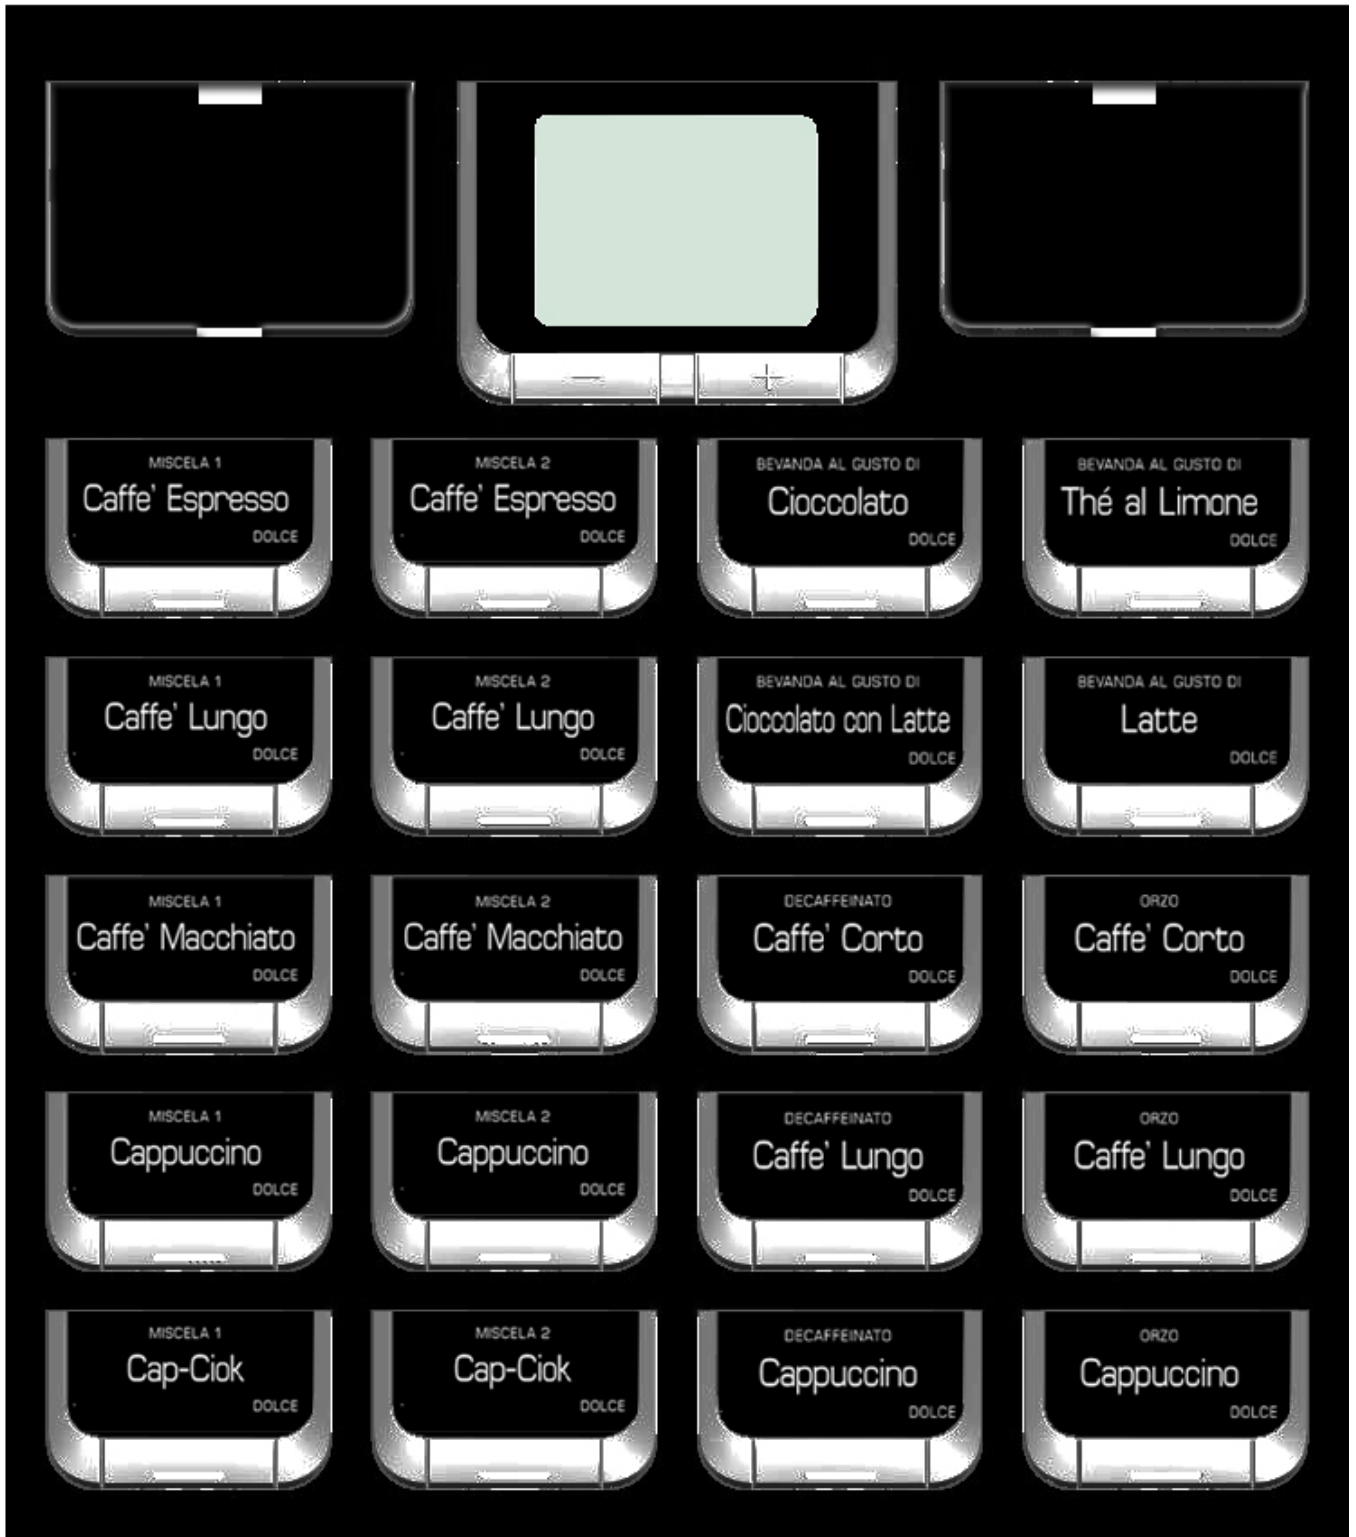 − +
MISCELA 1
Caffe' Espresso
DOLCE
MISCELA 2
Caffe' Espresso
DOLCE
BEVANDA AL GUSTO DI
Cioccolato
DOLCE
BEVANDA AL GUSTO DI
Thé al Limone
DOLCE
MISCELA 1
Caffe' Lungo
DOLCE
MISCELA 2
Caffe' Lungo
DOLCE
BEVANDA AL GUSTO DI
Cioccolato con Latte
DOLCE
BEVANDA AL GUSTO DI
Latte
DOLCE
MISCELA 1
Caffe' Macchiato
DOLCE
MISCELA 2
Caffe' Macchiato
DOLCE
DECAFFEINATO
Caffe' Corto
DOLCE
ORZO
Caffe' Corto
DOLCE
MISCELA 1
Cappuccino
DOLCE
MISCELA 2
Cappuccino
DOLCE
DECAFFEINATO
Caffe' Lungo
DOLCE
ORZO
Caffe' Lungo
DOLCE
MISCELA 1
Cap-Ciok
DOLCE
MISCELA 2
Cap-Ciok
DOLCE
DECAFFEINATO
Cappuccino
DOLCE
ORZO
Cappuccino
DOLCE